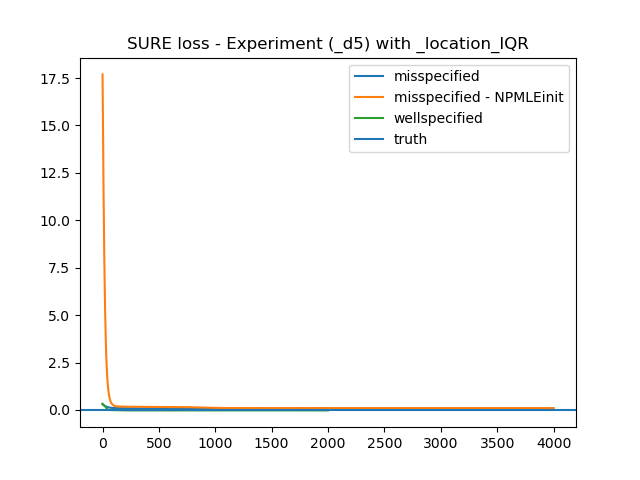 SURE loss - Experiment (_d5) with _location_IQR
misspecified
misspecified - NPMLEinit
wellspecified
truth
17.5
15.0
12.5
10.0
7.5
5.0
2.5
0.0
0 500 1000 1500 2000 2500 3000 3500 4000